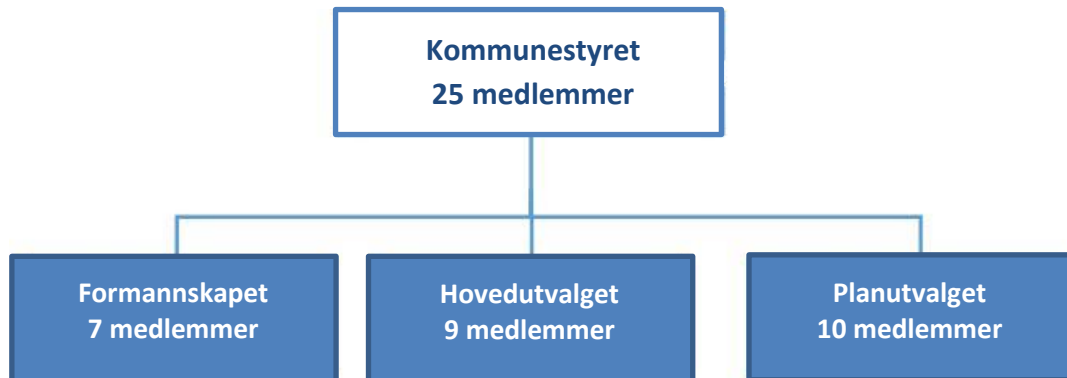 Kommunestyret
25 medlemmer
Formannskapet
7 medlemmer
Hovedutvalget
9 medlemmer
Planutvalget
10 medlemmer